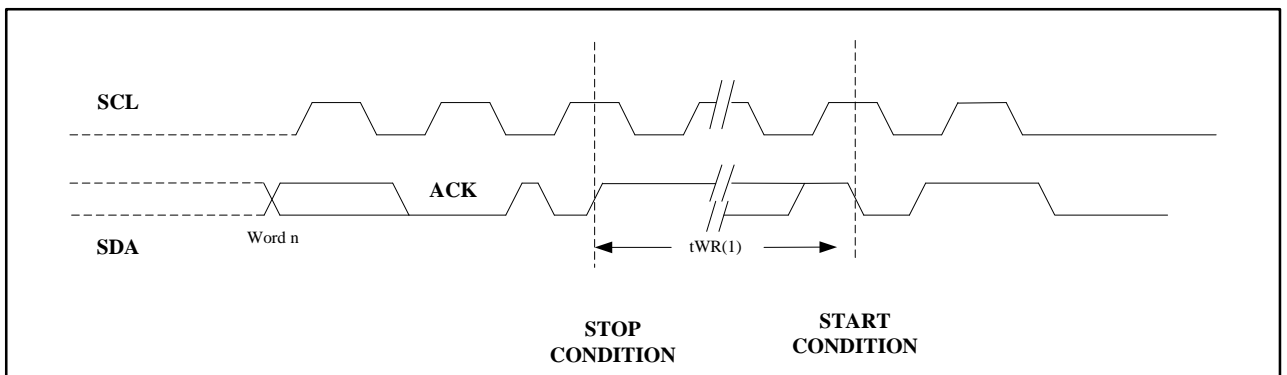 SCL
ACK
SDA
Word n
tWR(1)
STOP
CONDITION
START
CONDITION